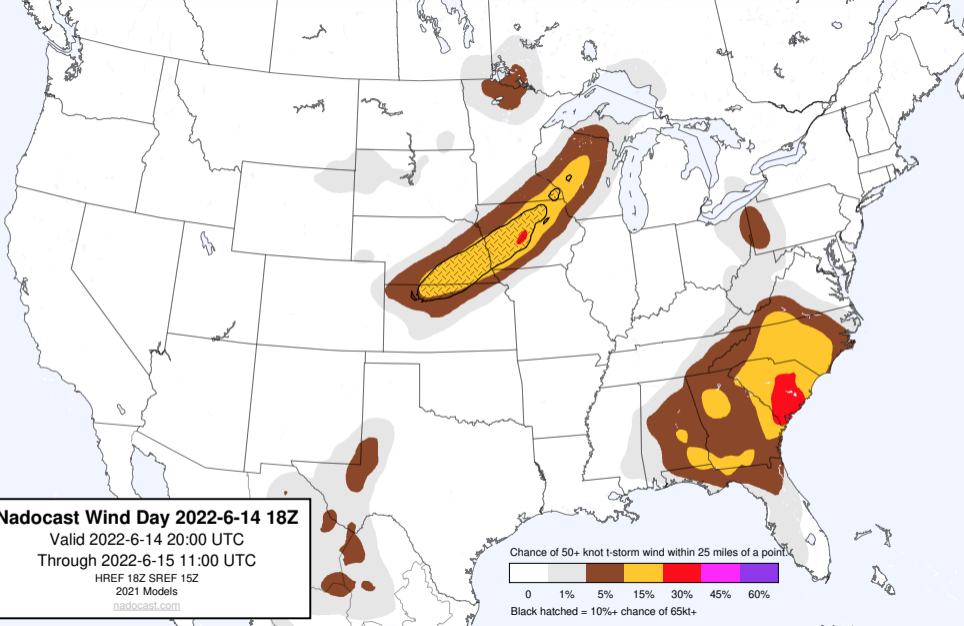 Nadocast Wind Day 2022-6-14 18Z
Valid 2022-6-14 20:00 UTC
Through 2022-6-15 11:00 UTC
HREF 18Z SREF 15Z
2021 Models
nadocast.com
Chance of 50+ knot t-storm wind within 25 miles of a point.
0 1% 5% 15% 30% 45% 60%
Black hatched = 10%+ chance of 65kt+